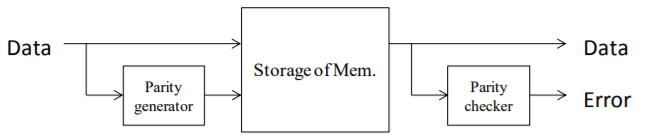 Data
Parity
generator
Storage of Mem.
Parity
checker
Data
Error